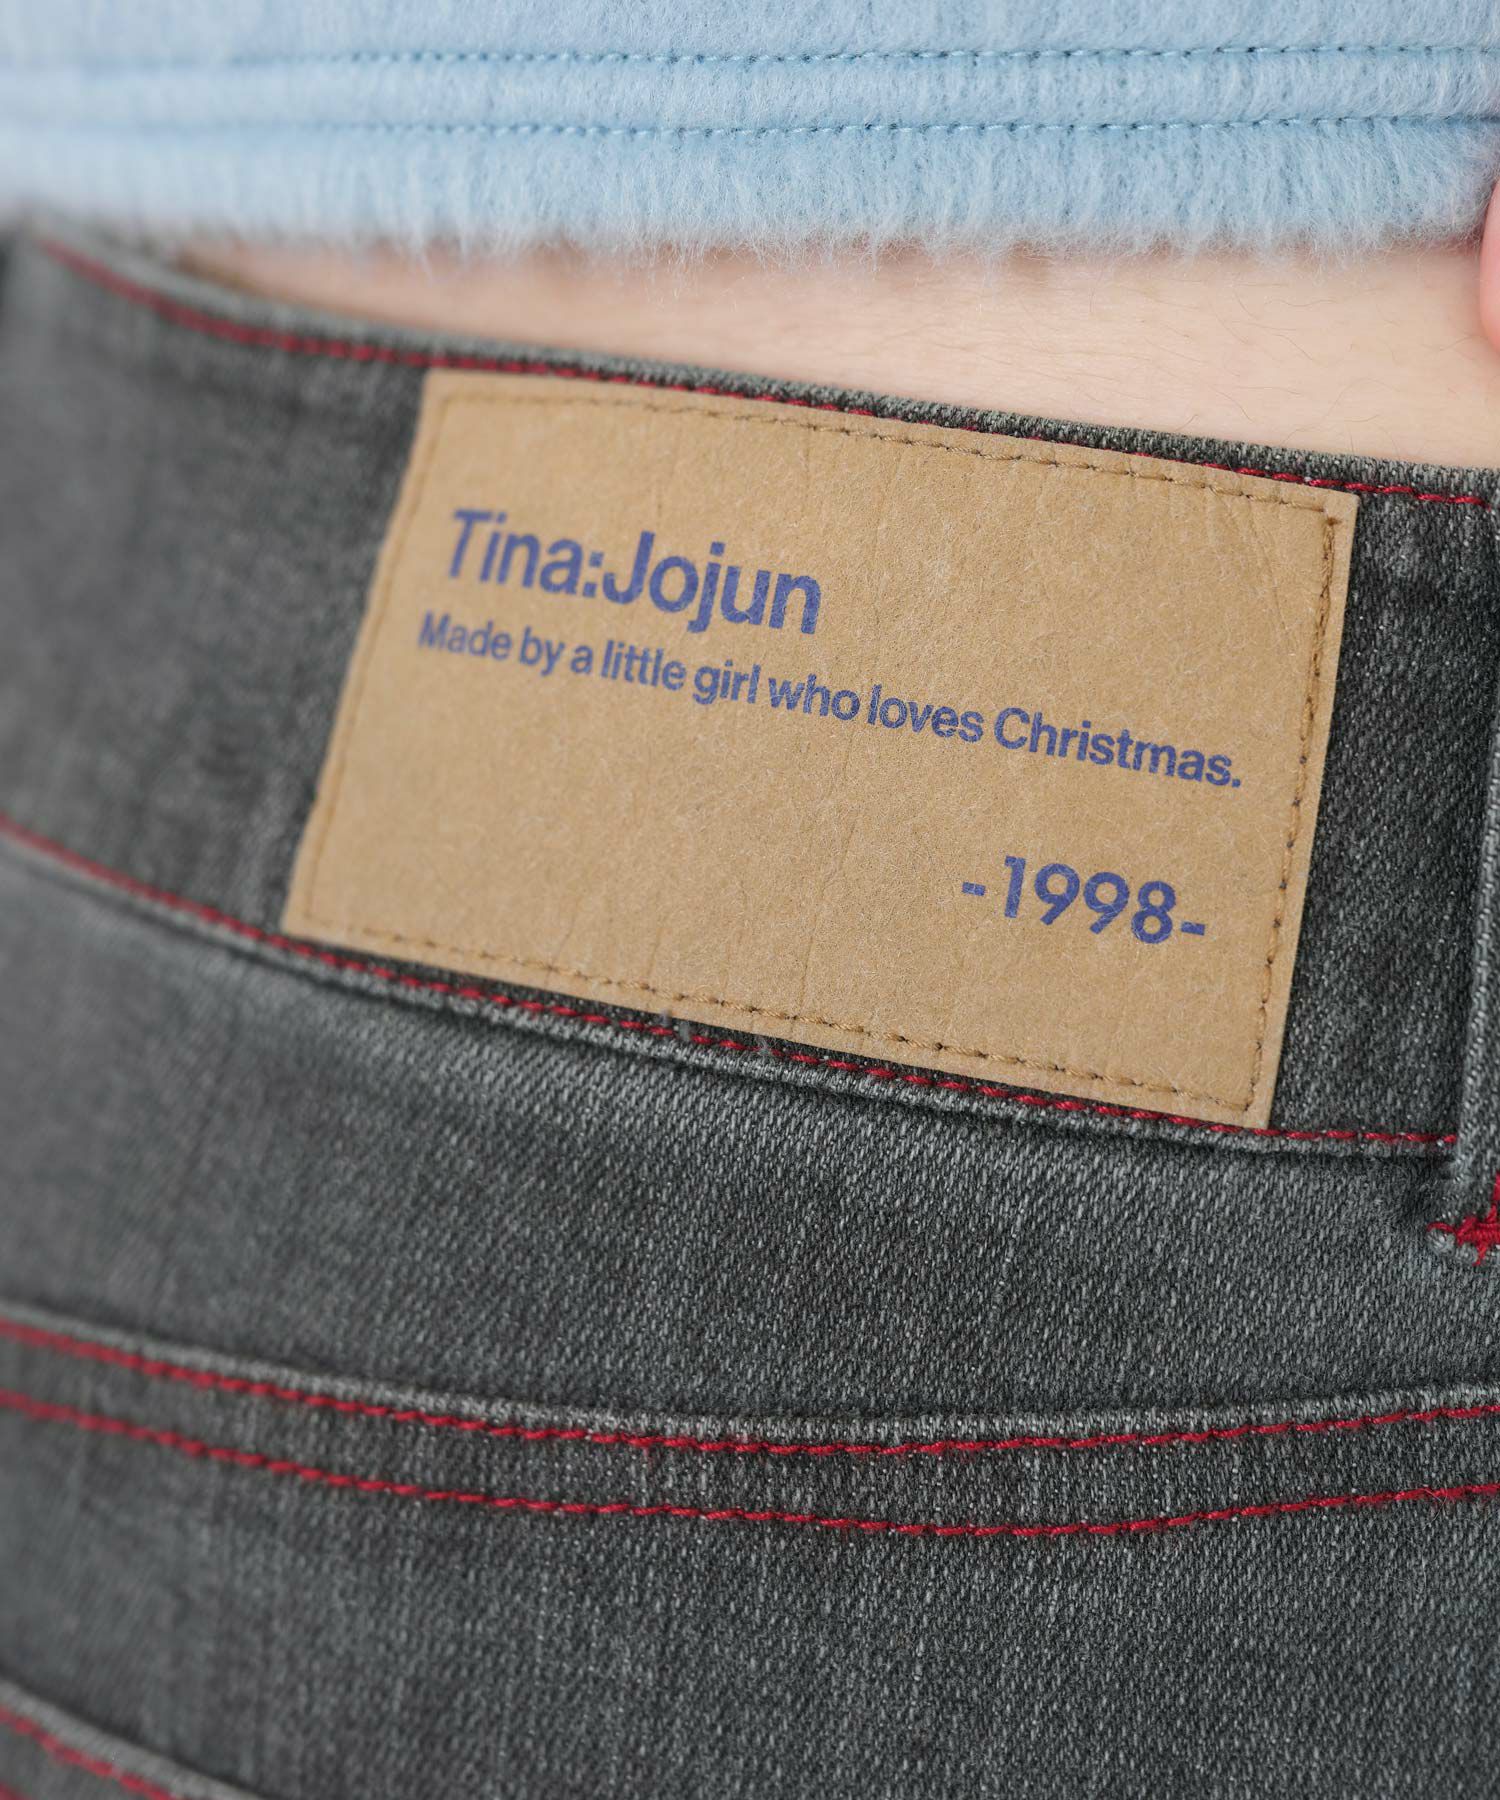 Tina:Jojun
Made by a little girl who loves Christmas.
-1998-